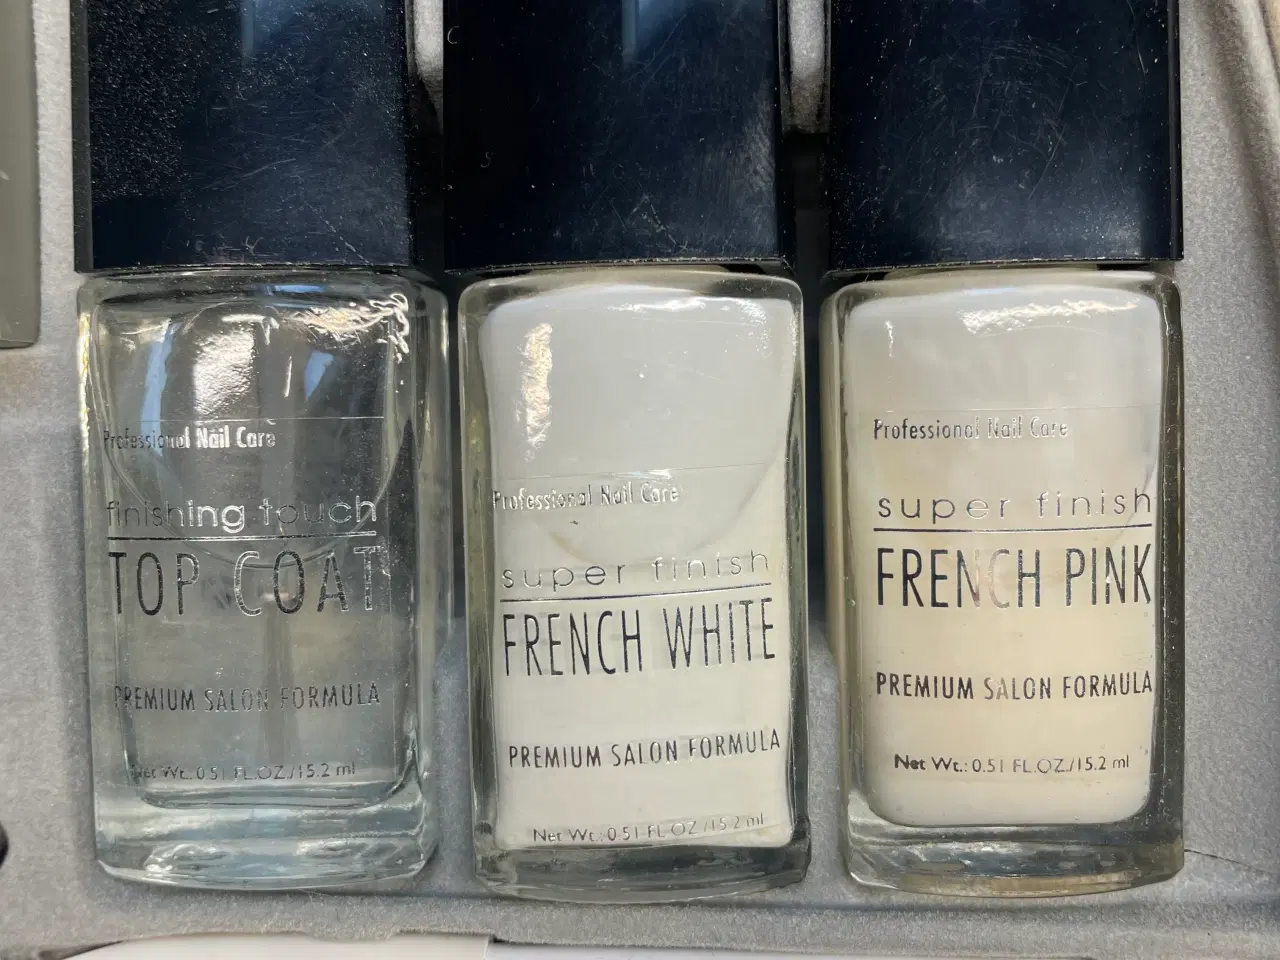 Professional Nail Care
finishing touch
TOP COAT
PREMIUM SALON FORMULA
Net Wt.: 0.51 FL.OZ./15.2 ml
Professional Nail Care
super finish
FRENCH WHITE
PREMIUM SALON FORMULA
Net Wt.: 0.51 FL.OZ./15.2 ml
Professional Nail Care
super finish
FRENCH PINK
PREMIUM SALON FORMULA
Net Wt.: 0.51 FL.OZ./15.2 ml